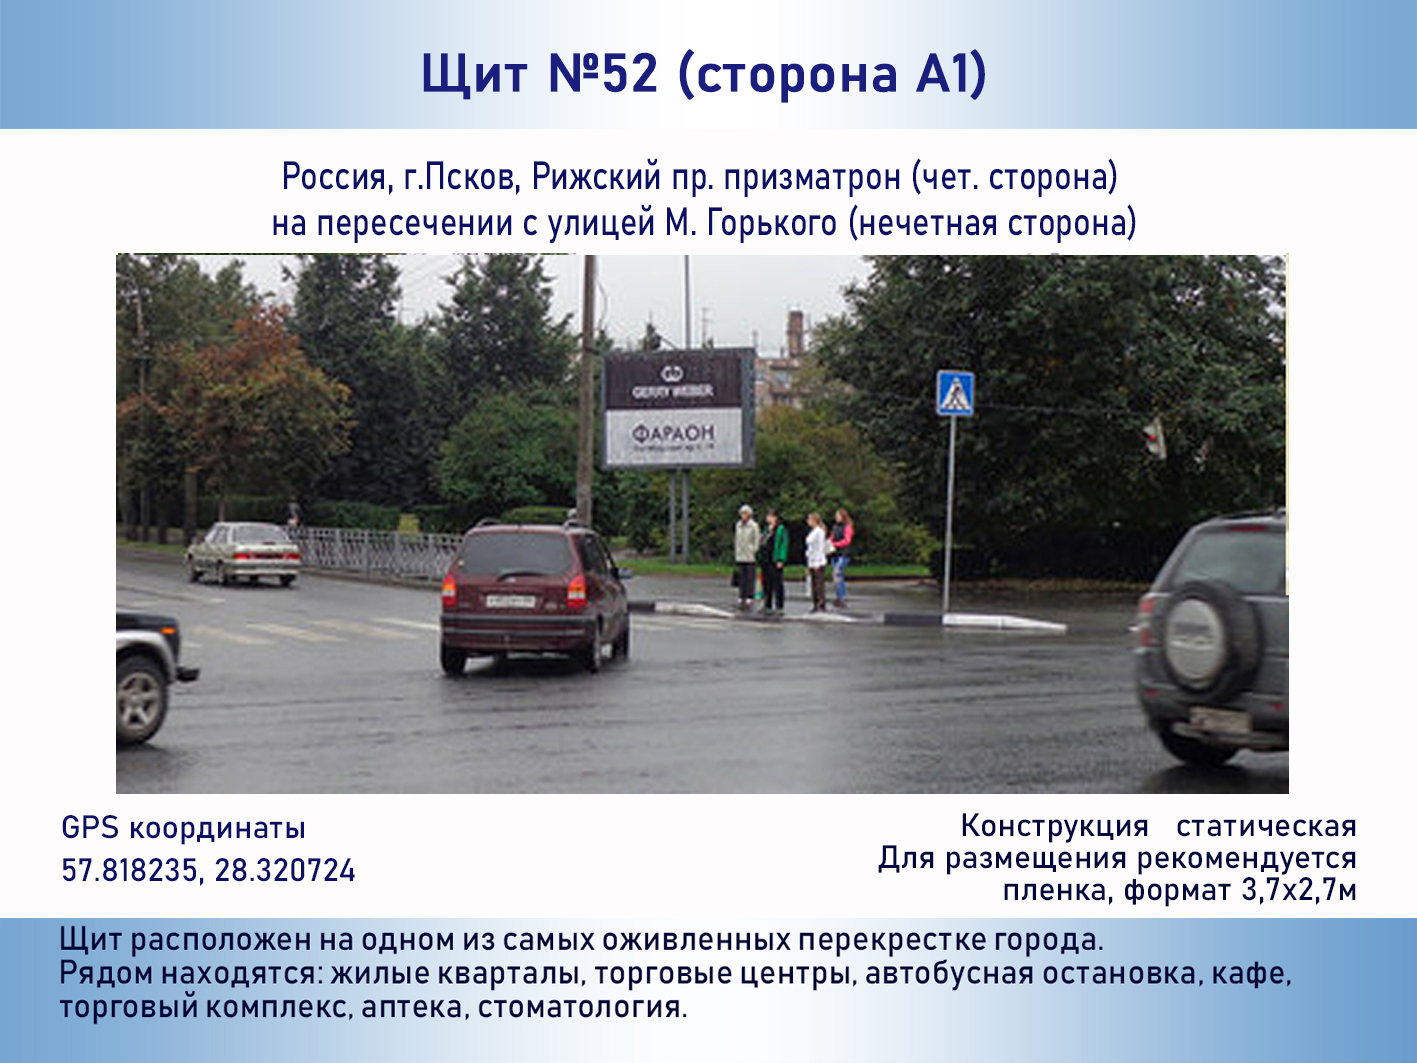 Щит №52 (сторона А1)
Россия, г.Псков, Рижский пр. призматрон (чет. сторона)
на пересечении с улицей М. Горького (нечетная сторона)
GERRY WEBER
ФАРАОН
GPS координаты
57.818235, 28.320724
Конструкция статическая
Для размещения рекомендуется
пленка, формат 3,7х2,7м
Щит расположен на одном из самых оживленных перекрестке города.
Рядом находятся: жилые кварталы, торговые центры, автобусная остановка, кафе,
торговый комплекс, аптека, стоматология.